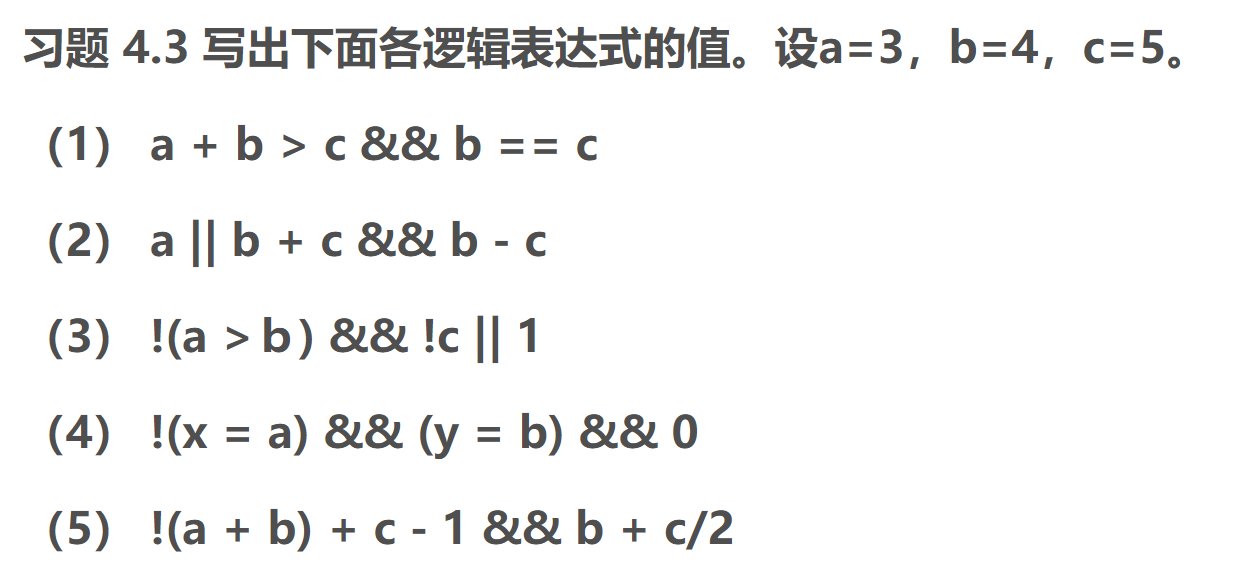 习题 4.3 写出下面各逻辑表达式的值。设a=3，b=4，c=5。
（1） a + b > c && b == c
（2） a || b + c && b - c
（3） !(a > b) && !c || 1
（4） !(x = a) && (y = b) && 0
（5） !(a + b) + c - 1 && b + c/2